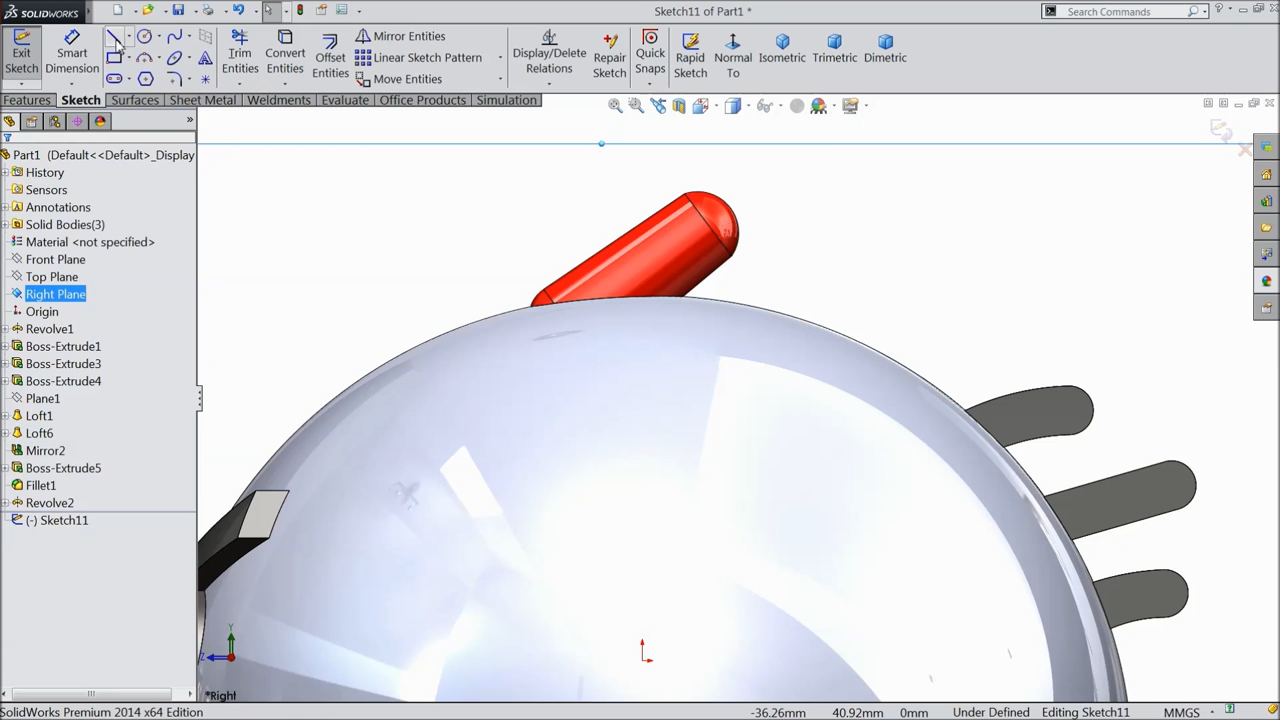 SOLIDWORKS
Sketch11 of Part1 *
Search Commands
Exit Sketch
Smart Dimension
Trim Entities
Convert Entities
Offset Entities
Mirror Entities
Linear Sketch Pattern
Move Entities
Display/Delete Relations
Repair Sketch
Quick Snaps
Rapid Sketch
Normal To
Isometric
Trimetric
Dimetric
Features
Sketch
Surfaces
Sheet Metal
Weldments
Evaluate
Office Products
Simulation
Part1 (Default<<Default>_Display
History
Sensors
Annotations
Solid Bodies(3)
Material <not specified>
Front Plane
Top Plane
Right Plane
Origin
Revolve1
Boss-Extrude1
Boss-Extrude3
Boss-Extrude4
Plane1
Loft1
Loft6
Mirror2
Boss-Extrude5
Fillet1
Revolve2
(-) Sketch11
Y
Z
*Right
SolidWorks Premium 2014 x64 Edition
-36.26mm
40.92mm
0mm
Under Defined
Editing Sketch11
MMGS